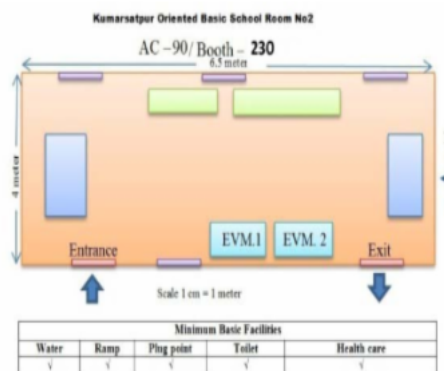 Kumarsatpur Oriented Basic School Room No2
AC –90/Booth – 230
6.5 meter
4 meter
EVM.1 EVM. 2
Entrance Exit
Scale 1 cm = 1 meter
Minimum Basic Facilities
Water Ramp Plug point Toilet Health care
√ √ √ √ √